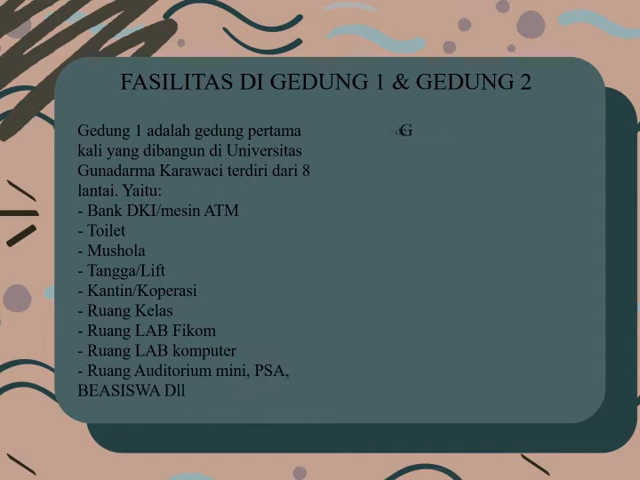 FASILITAS DI GEDUNG 1 & GEDUNG 2
Gedung 1 adalah gedung pertama
kali yang dibangun di Universitas
Gunadarma Karawaci terdiri dari 8
lantai. Yaitu:
- Bank DKI/mesin ATM
- Toilet
- Mushola
- Tangga/Lift
- Kantin/Koperasi
- Ruang Kelas
- Ruang LAB Fikom
- Ruang LAB komputer
- Ruang Auditorium mini, PSA,
BEASISWA Dll
G